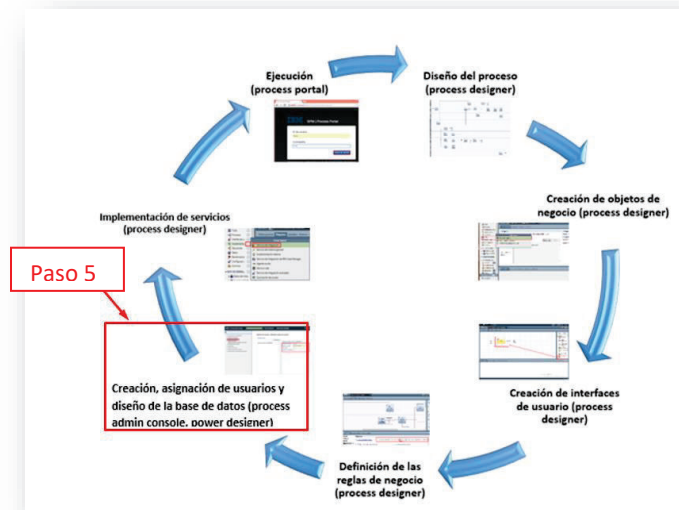 Ejecución
(process portal)
Diseño del proceso
(process designer)
Creación de objetos de
negocio (process designer)
Creación de interfaces
de usuario (process
designer)
Definición de las
reglas de negocio
(process designer)
Paso 5
Creación, asignación de usuarios y
diseño de la base de datos (process
admin console, power designer)
Implementación de servicios
(process designer)